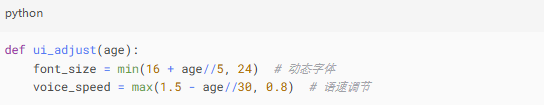 python
def ui_adjust(age):
    font_size = min(16 + age//5, 24)  # 动态字体
    voice_speed = max(1.5 - age//30, 0.8)  # 语速调节